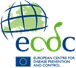 ecdc
EUROPEAN CENTRE FOR
DISEASE PREVENTION
AND CONTROL